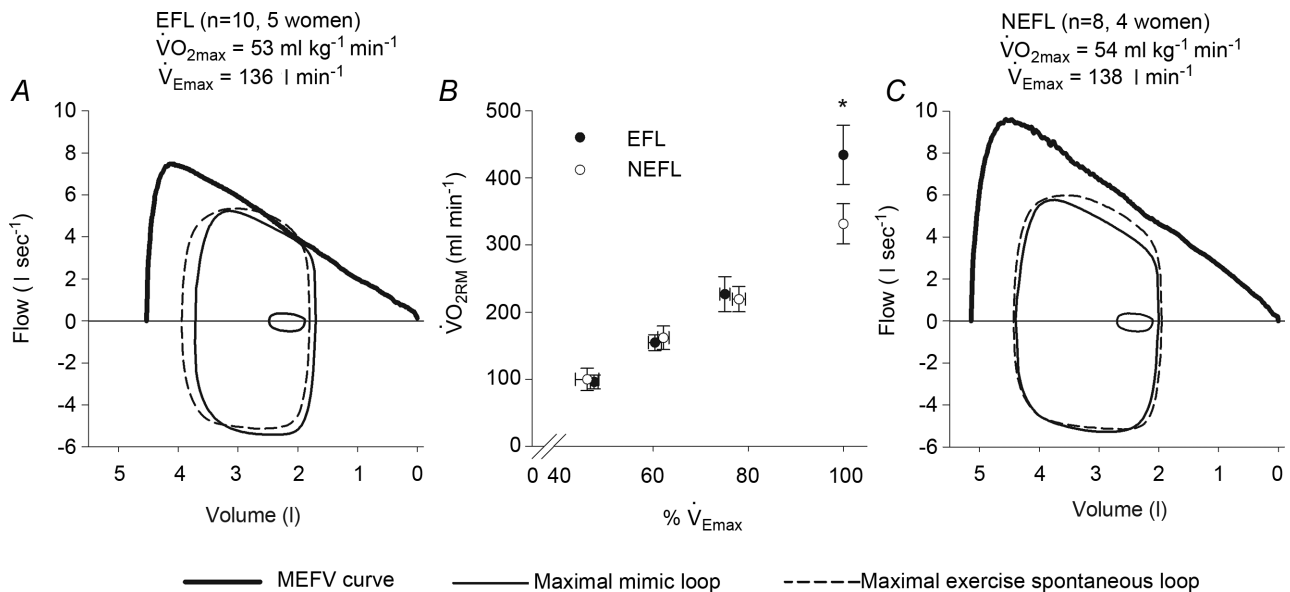 EFL (n=10, 5 women)
V̇O2max = 53 ml kg-1 min-1
V̇Emax = 136 l min-1
NEFL (n=8, 4 women)
V̇O2max = 54 ml kg-1 min-1
V̇Emax = 138 l min-1
A
Flow ( l sec-1)
10
8
6
4
2
0
-2
-4
-6
5 4 3 2 1 0
Volume (l)
B
V̇O2RM (ml min-1)
500
400
300
200
100
0
EFL
NEFL
*
0 40 60 80 100
% V̇Emax
C
Flow ( l sec-1)
10
8
6
4
2
0
-2
-4
-6
5 4 3 2 1 0
Volume (l)
MEFV curve Maximal mimic loop Maximal exercise spontaneous loop